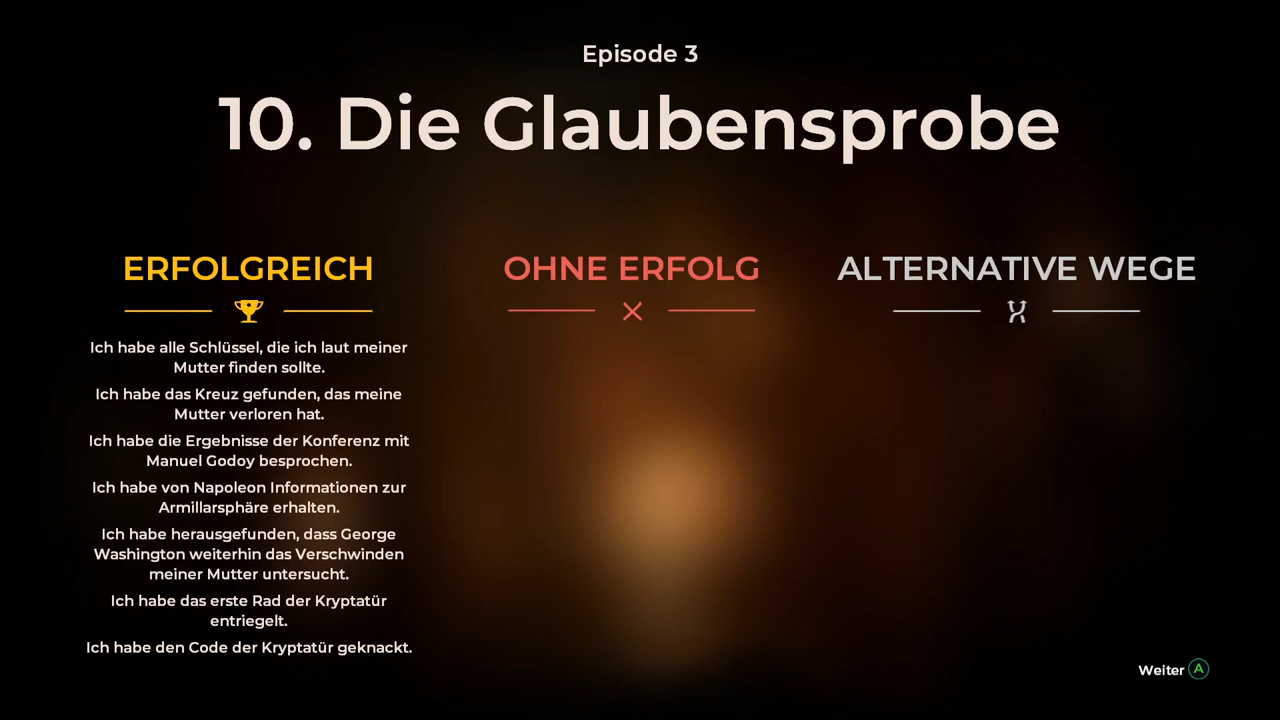 Episode 3
10. Die Glaubensprobe
ERFOLGREICH
Ich habe alle Schlüssel, die ich laut meiner
Mutter finden sollte.
Ich habe das Kreuz gefunden, das meine
Mutter verloren hat.
Ich habe die Ergebnisse der Konferenz mit
Manuel Godoy besprochen.
Ich habe von Napoleon Informationen zur
Armillarsphäre erhalten.
Ich habe herausgefunden, dass George
Washington weiterhin das Verschwinden
meiner Mutter untersucht.
Ich habe das erste Rad der Kryptatür
entriegelt.
Ich habe den Code der Kryptatür geknackt.
OHNE ERFOLG
ALTERNATIVE WEGE
Weiter A